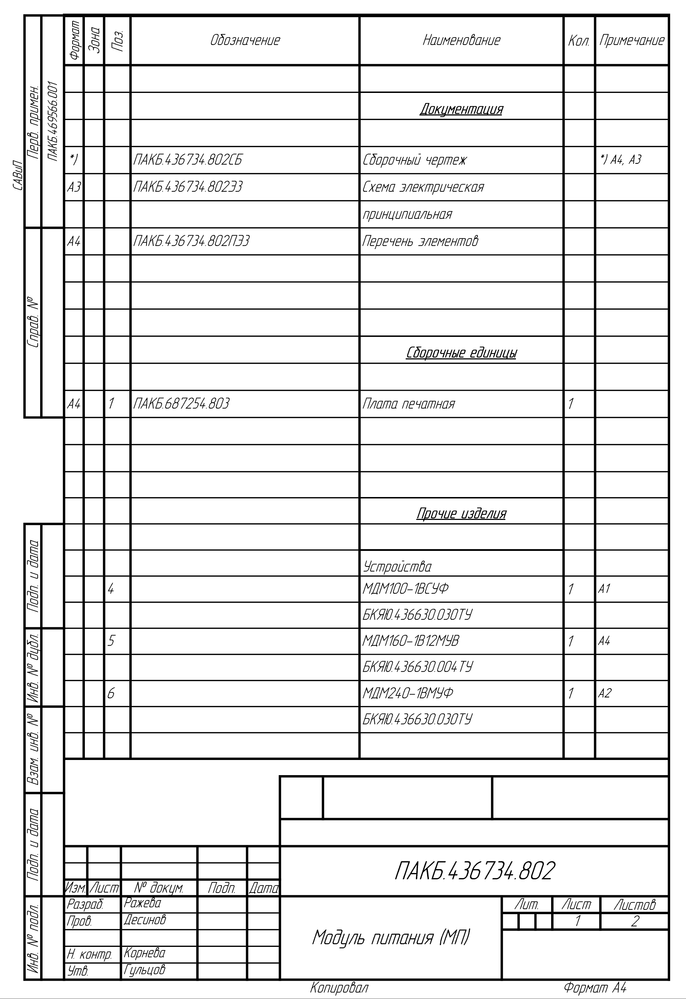 Формат Зона Поз. Обозначение Наименование Кол. Примечание
Документация
*) ПАКБ.436734.802СБ Сборочный чертеж *) А4, А3
А3 ПАКБ.436734.802Э3 Схема электрическая
принципиальная
А4 ПАКБ.436734.802ПЭ3 Перечень элементов
Сборочные единицы
А4 1 ПАКБ.687254.803 Плата печатная 1
Прочие изделия
Устройства
4 МДМ100-1ВСУФ 1 А1
БКЯЮ.436630.030ТУ
5 МДМ160-1В12МУВ 1 А4
БКЯЮ.436630.004ТУ
6 МДМ240-1ВМУФ 1 А2
БКЯЮ.436630.030ТУ
САВиП
Перв. примен.
ПАКБ.469566.001
Справ. №
Подп. и дата
Инв. № дубл.
Взам. инв. №
Подп. и дата
Инв. № подл.
ПАКБ.436734.802
Изм. Лист № докум. Подп. Дата
Разраб. Ражева
Пров. Десинов
Н. контр. Корнева
Утв. Гульцов
Модуль питания (МП)
Лит. Лист Листов
1 2
Копировал Формат А4